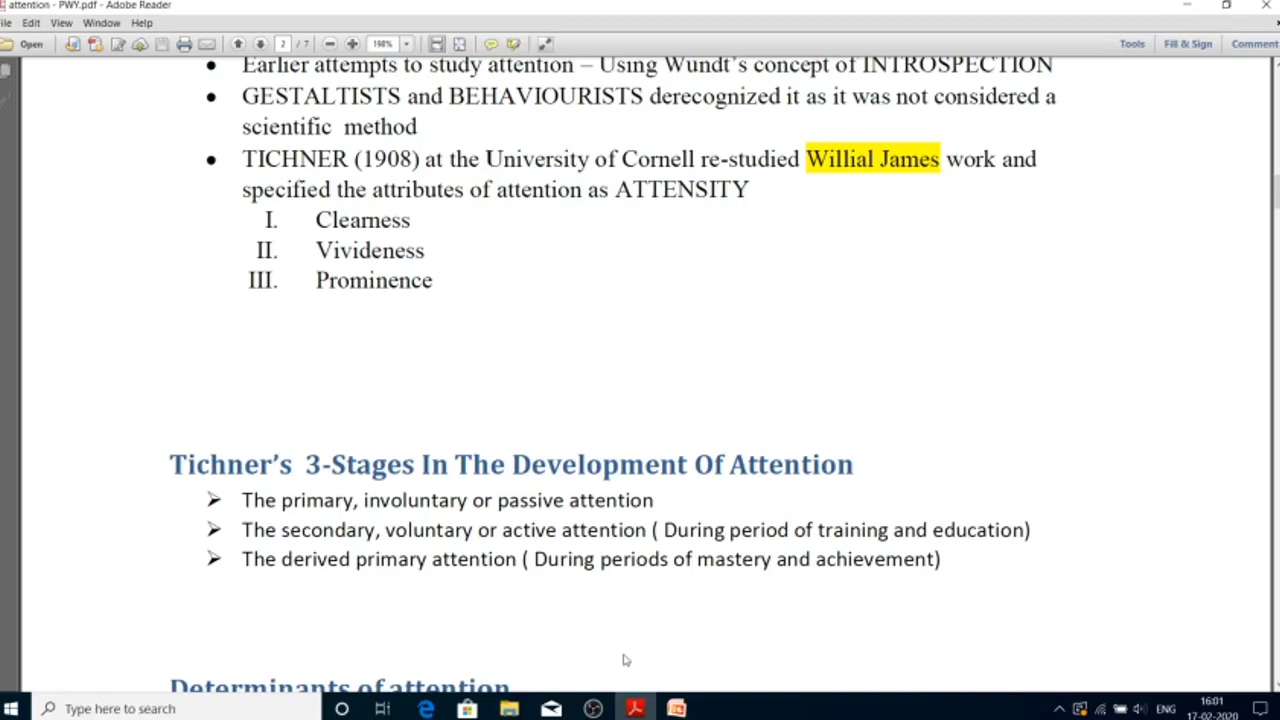 attention - PWY.pdf - Adobe Reader
ile Edit View Window Help
Open 2 / 7 198% Tools Fill & Sign Comment
• Earlier attempts to study attention – Using Wundt's concept of INTROSPECTION
• GESTALTISTS and BEHAVIOURISTS derecognized it as it was not considered a
scientific method
• TICHNER (1908) at the University of Cornell re-studied Willial James work and
specified the attributes of attention as ATTENSITY
I. Clearness
II. Vivideness
III. Prominence
Tichner's 3-Stages In The Development Of Attention
➢ The primary, involuntary or passive attention
➢ The secondary, voluntary or active attention ( During period of training and education)
➢ The derived primary attention ( During periods of mastery and achievement)
Determinants of attention
Type here to search
ENG
16:01
17-02-2020